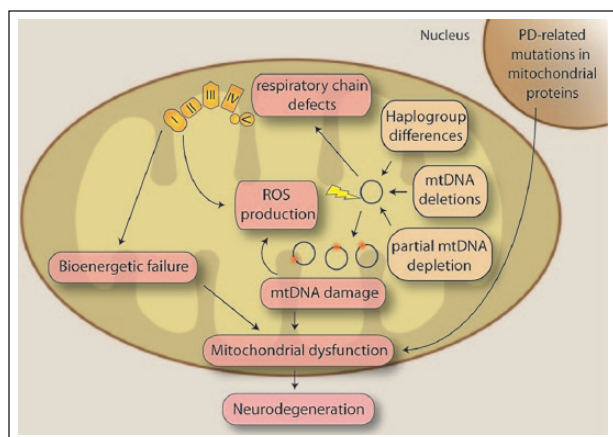 Nucleus
PD-related
mutations in
mitochondrial
proteins
respiratory chain
defects
I
II
III
IV
V
Haplogroup
differences
mtDNA
deletions
partial mtDNA
depletion
ROS
production
Bioenergetic failure
mtDNA damage
Mitochondrial dysfunction
Neurodegeneration